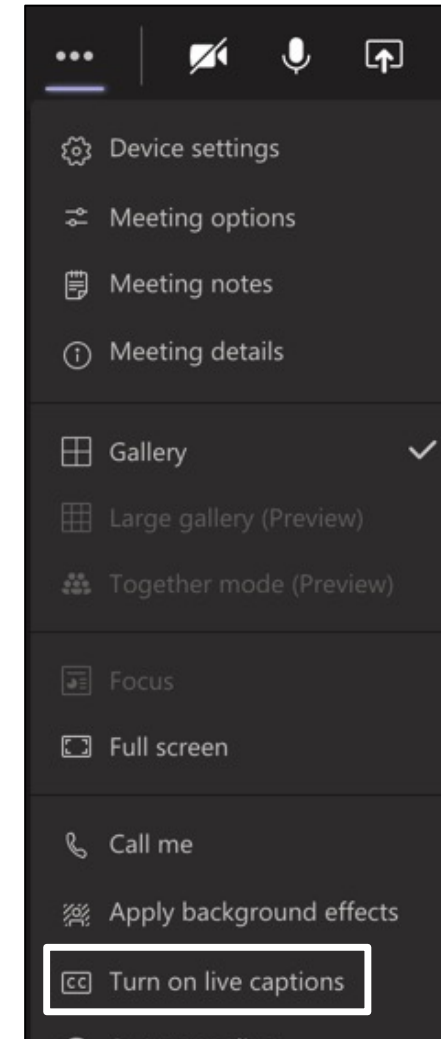 Device settings
Meeting options
Meeting notes
Meeting details
Gallery
Large gallery (Preview)
Together mode (Preview)
Focus
Full screen
Call me
Apply background effects
CC Turn on live captions